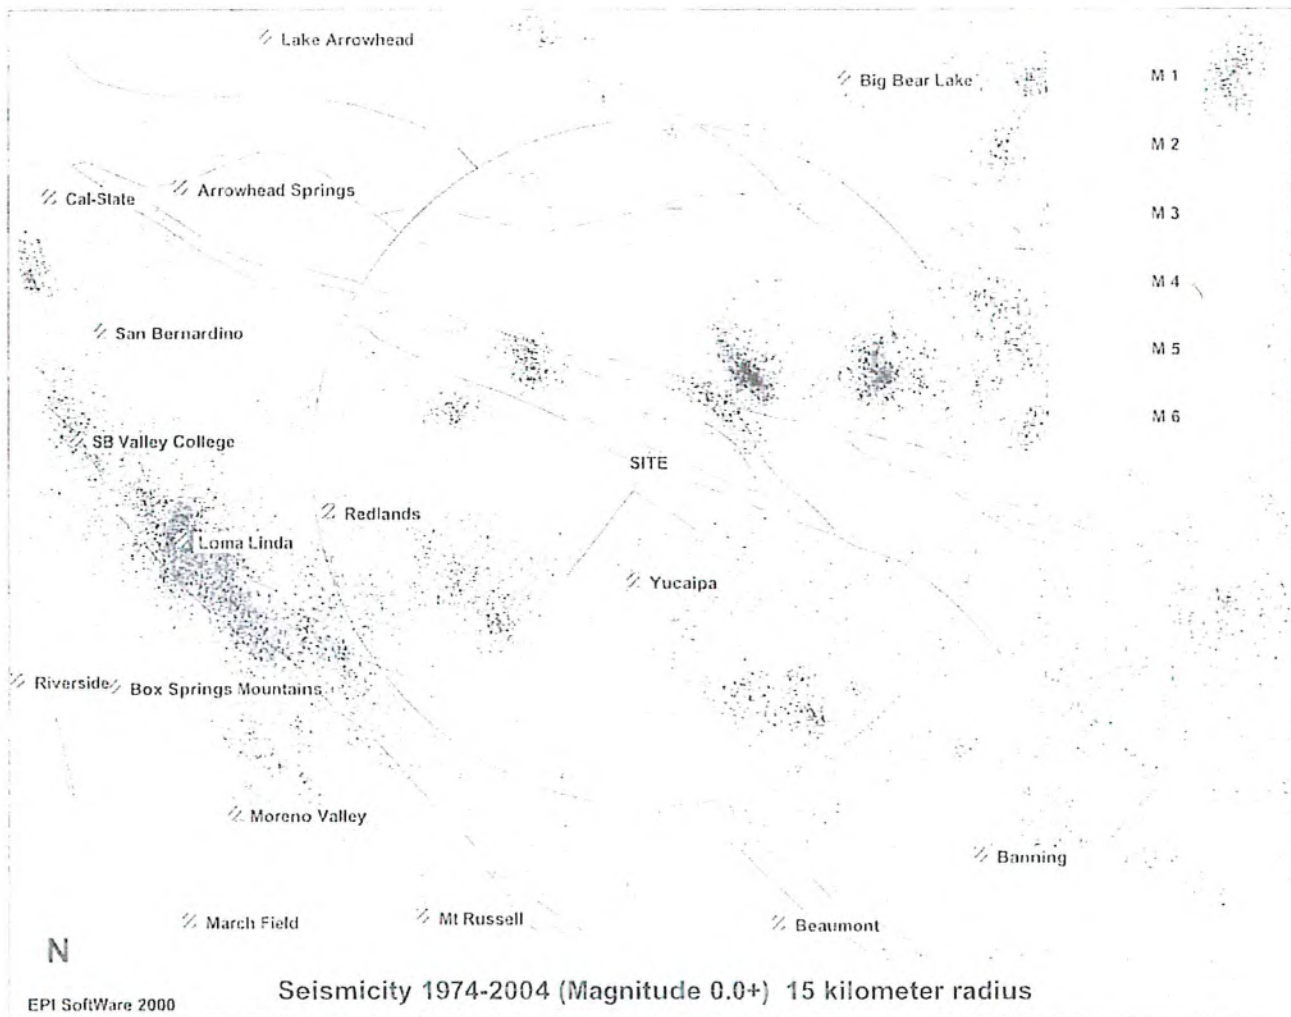 Lake Arrowhead
Big Bear Lake
M 1
M 2
Arrowhead Springs
Cal-State
M 3
M 4
San Bernardino
M 5
M 6
SB Valley College
SITE
Redlands
Loma Linda
Yucaipa
Riverside
Box Springs Mountains
Moreno Valley
Banning
March Field
Mt Russell
Beaumont
N
Seismicity 1974-2004 (Magnitude 0.0+) 15 kilometer radius
EPI SoftWare 2000